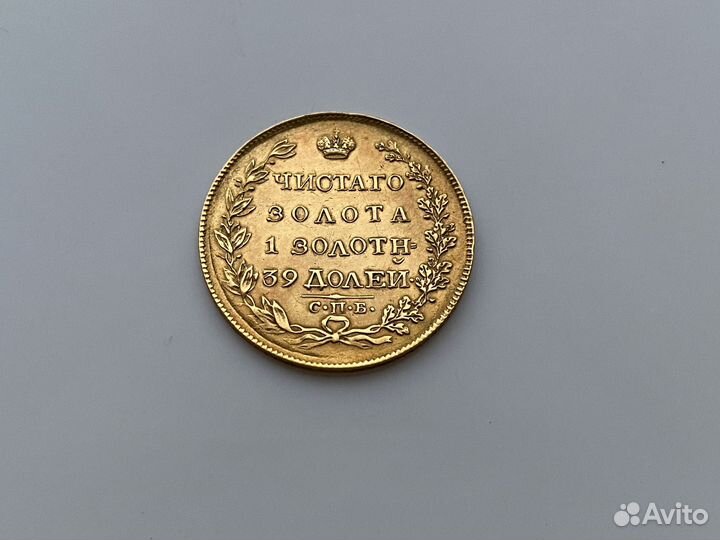 ЧИСТАГО
ЗОЛОТА
1 ЗОЛОТН-
39 ДОЛЕЙ
С·П·Б·
Avito